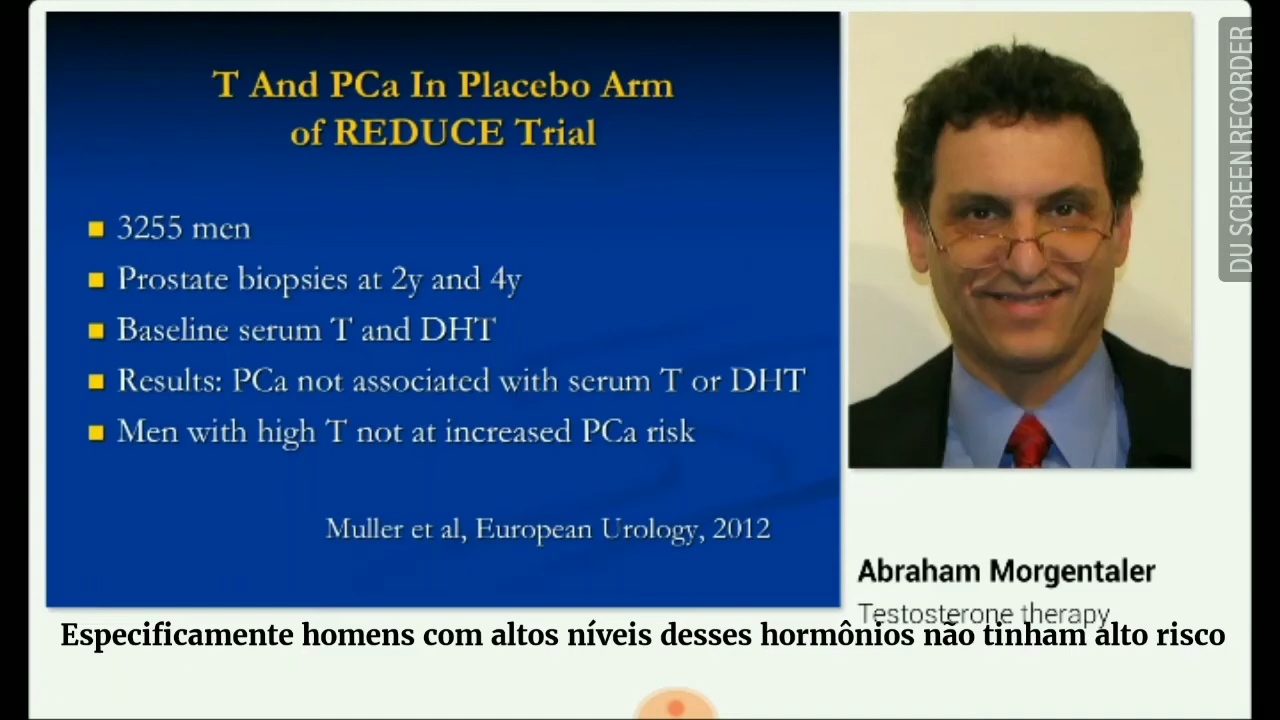 T And PCa In Placebo Arm
of REDUCE Trial
3255 men
Prostate biopsies at 2y and 4y
Baseline serum T and DHT
Results: PCa not associated with serum T or DHT
Men with high T not at increased PCa risk
Muller et al, European Urology, 2012
DU SCREEN RECORDER
Abraham Morgentaler
Testosterone therapy
Especificamente homens com altos níveis desses hormônios não tinham alto risco